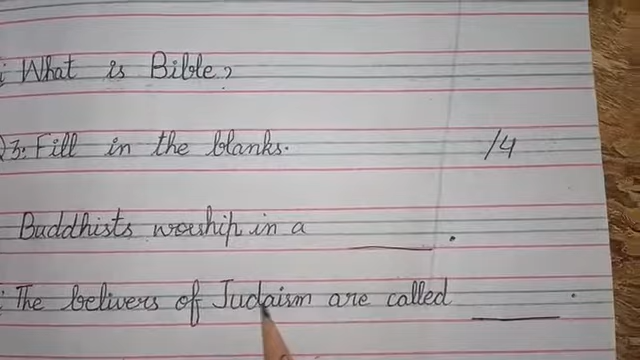 What is Bible?
Q3: Fill in the blanks. /4
Buddhists worship in a ______.
The belivers of Judaism are called ______.